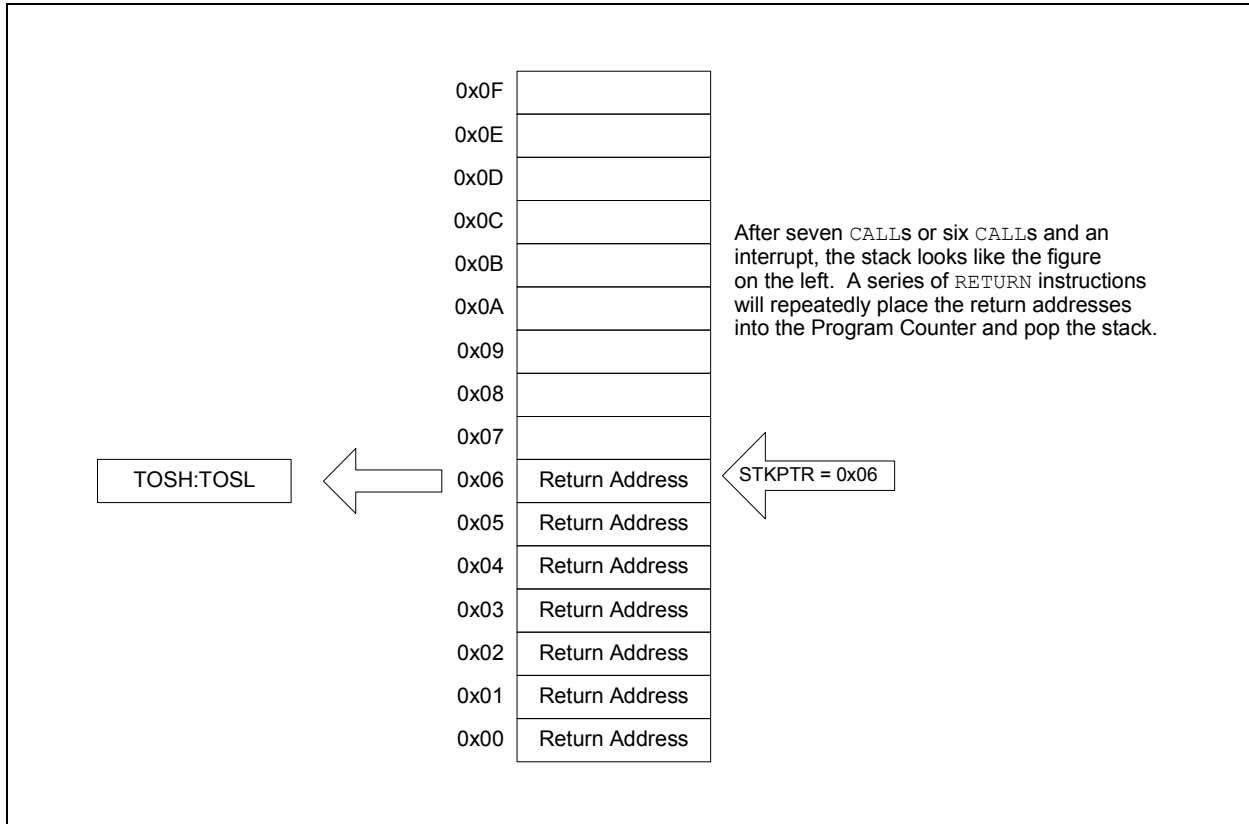 0x0F
0x0E
0x0D
0x0C
0x0B
0x0A
0x09
0x08
0x07
After seven CALLs or six CALLs and an
interrupt, the stack looks like the figure
on the left. A series of RETURN instructions
will repeatedly place the return addresses
into the Program Counter and pop the stack.
TOSH:TOSL
0x06 Return Address
STKPTR = 0x06
0x05 Return Address
0x04 Return Address
0x03 Return Address
0x02 Return Address
0x01 Return Address
0x00 Return Address